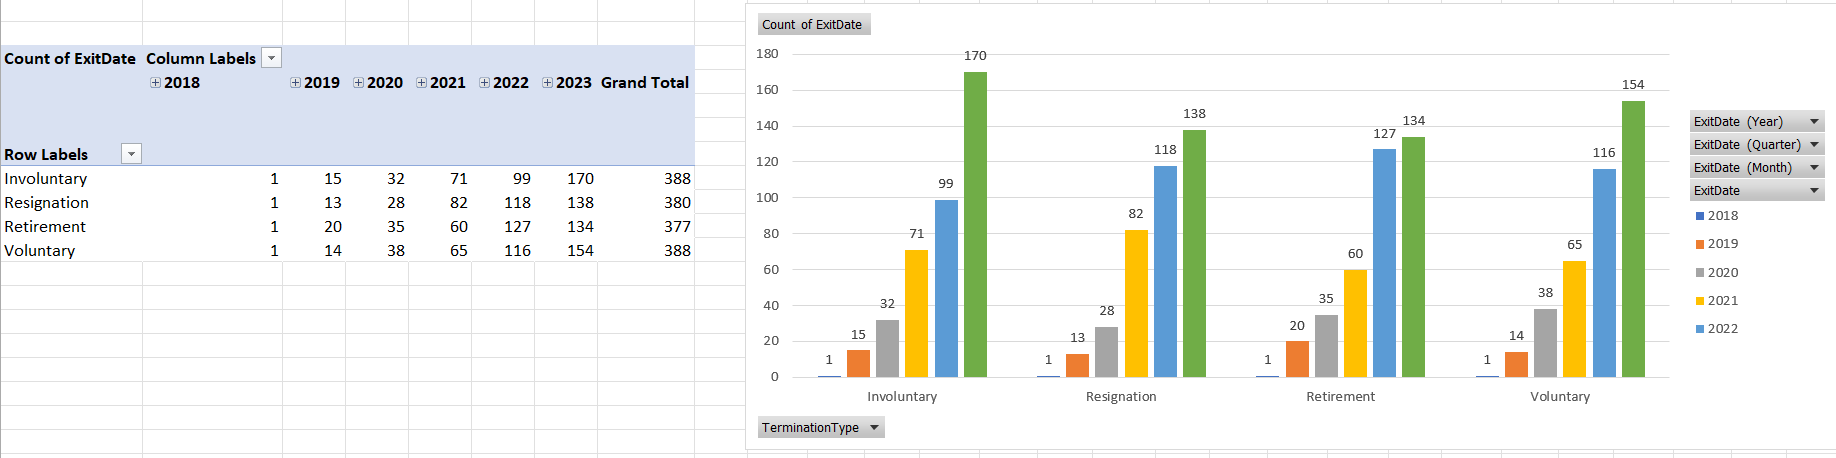 Count of ExitDate Column Labels
2018 2019 2020 2021 2022 2023 Grand Total
Row Labels
Involuntary 1 15 32 71 99 170 388
Resignation 1 13 28 82 118 138 380
Retirement 1 20 35 60 127 134 377
Voluntary 1 14 38 65 116 154 388
Count of ExitDate
180
160
140
120
100
80
60
40
20
0
1 15 32 71 99 170
1 13 28 82 118 138
1 20 35 60 127 134
1 14 38 65 116 154
Involuntary Resignation Retirement Voluntary
TerminationType
ExitDate (Year)
ExitDate (Quarter)
ExitDate (Month)
ExitDate
2018
2019
2020
2021
2022